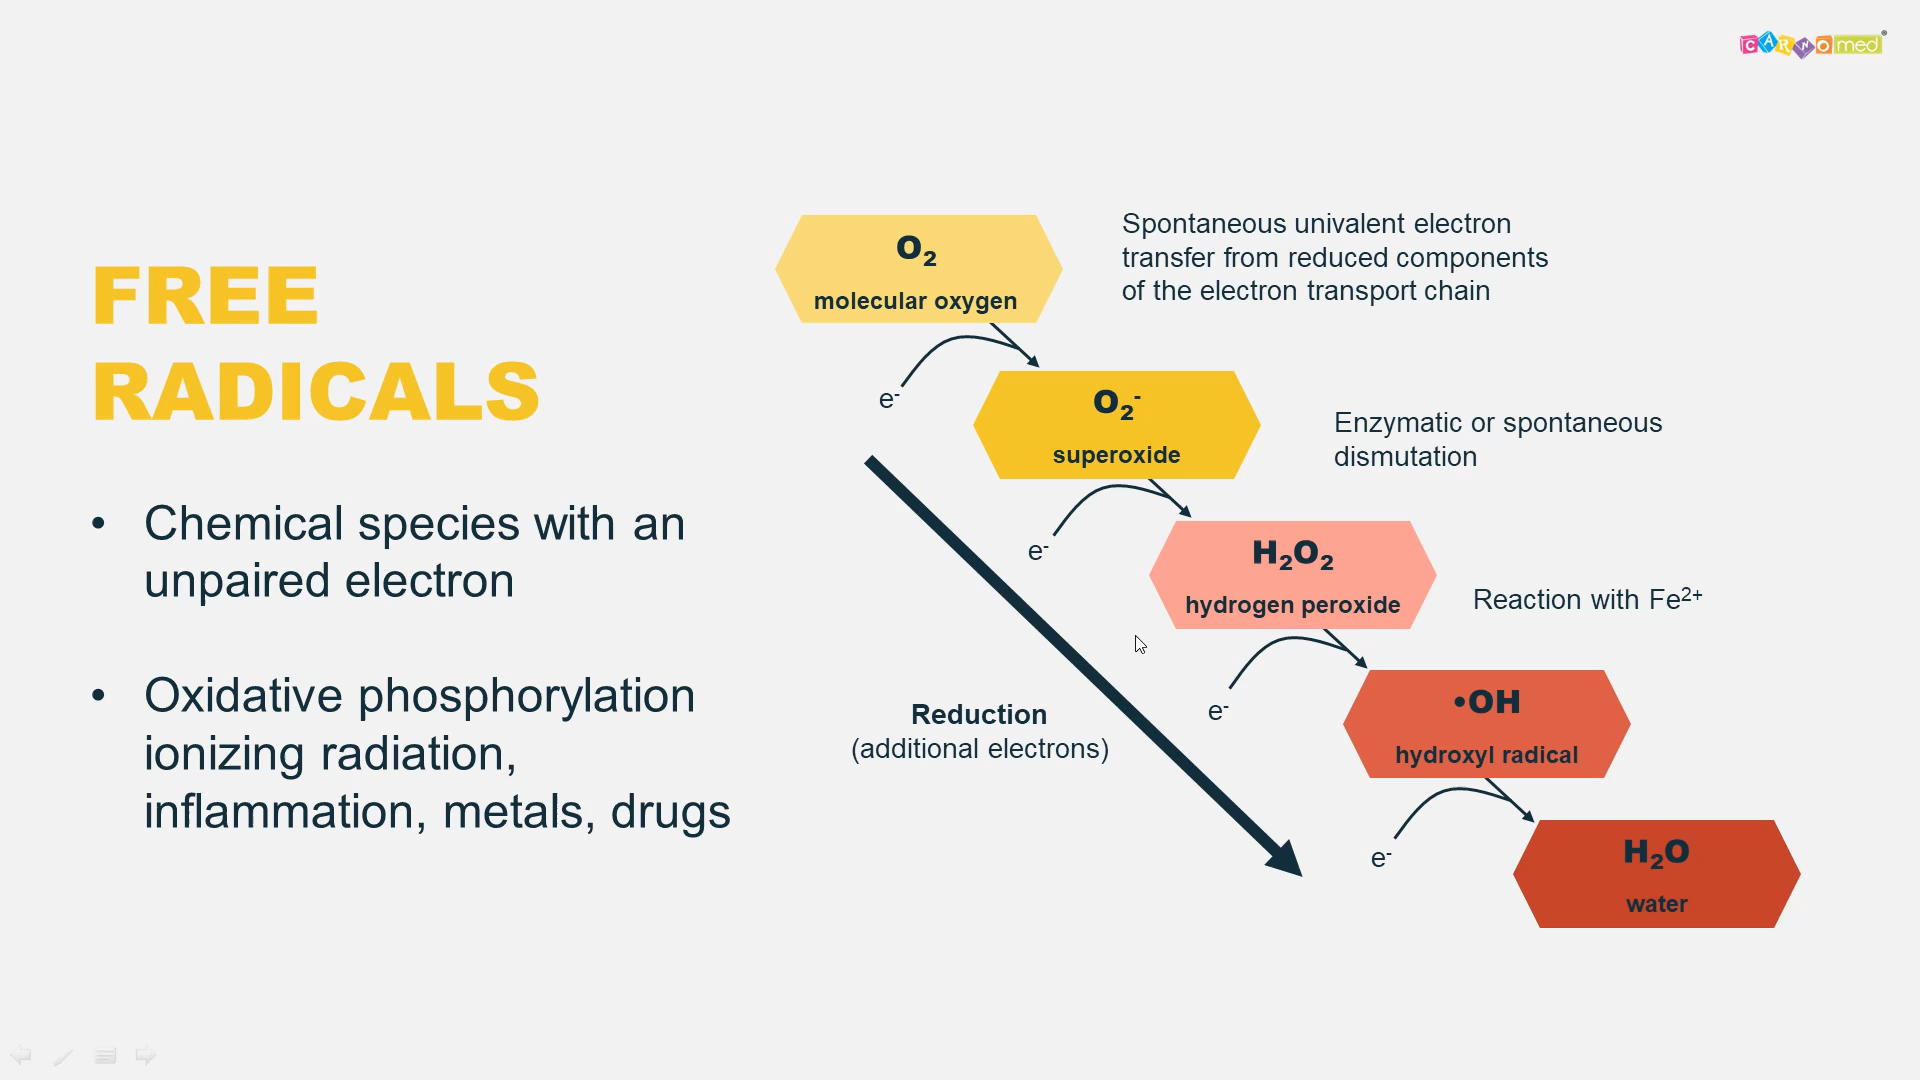 CARNOmed®
FREE
RADICALS
• Chemical species with an
unpaired electron
• Oxidative phosphorylation
ionizing radiation,
inflammation, metals, drugs
O₂
molecular oxygen
Spontaneous univalent electron
transfer from reduced components
of the electron transport chain
e⁻
O₂⁻
superoxide
Enzymatic or spontaneous
dismutation
e⁻
H₂O₂
hydrogen peroxide
Reaction with Fe²⁺
e⁻
•OH
hydroxyl radical
Reduction
(additional electrons)
e⁻
H₂O
water